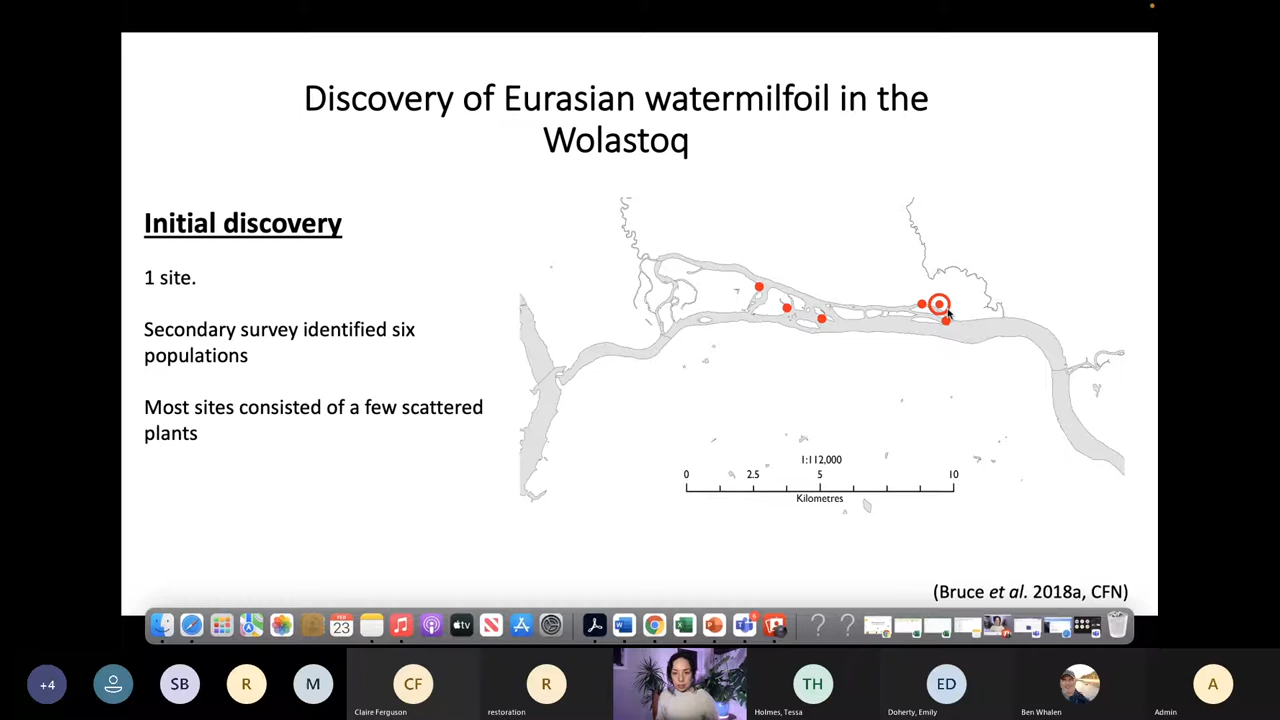 Discovery of Eurasian watermilfoil in the
Wolastoq
Initial discovery
1 site.
Secondary survey identified six
populations
Most sites consisted of a few scattered
plants
1:112,000
0 2.5 5 10
Kilometres
(Bruce et al. 2018a, CFN)
FEB
23
tv
W
X
P
+4
SB
R
M
CF
Claire Ferguson
R
restoration
TH
Holmes, Tessa
ED
Doherty, Emily
Ben Whalen
A
Admin